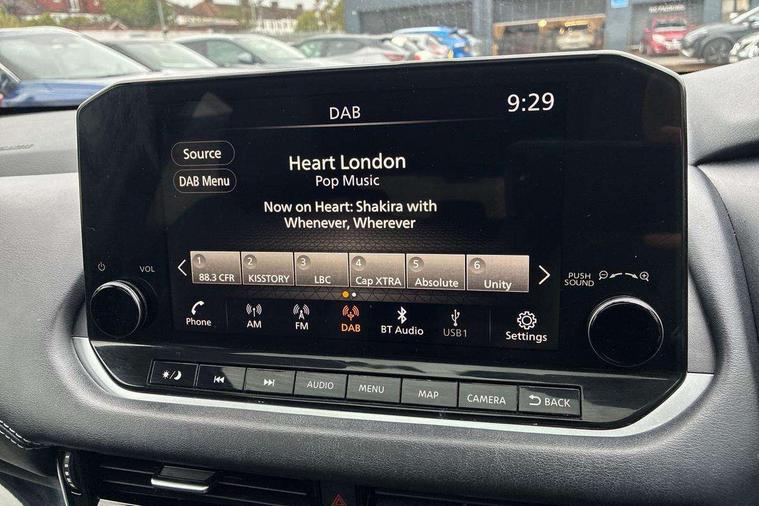 DAB
9:29
Source
DAB Menu
Heart London
Pop Music
Now on Heart: Shakira with
Whenever, Wherever
1
88.3 CFR
2
KISSTORY
3
LBC
4
Cap XTRA
5
Absolute
6
Unity
VOL
PUSH
SOUND
Phone
AM
FM
DAB
BT Audio
USB1
Settings
AUDIO
MENU
MAP
CAMERA
BACK